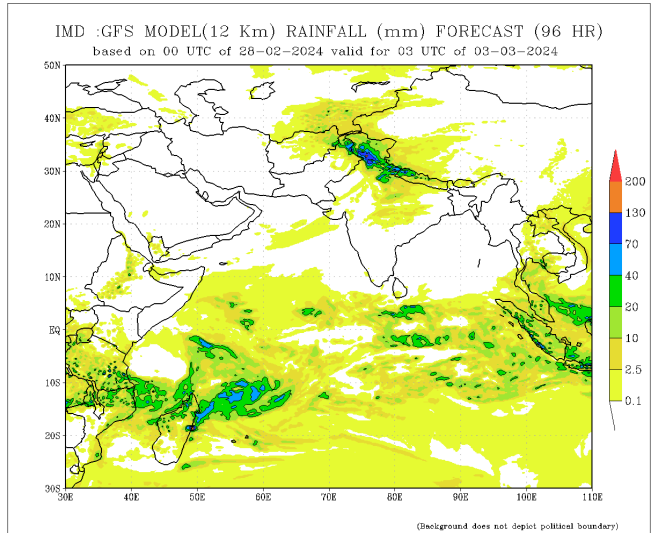 IMD :GFS MODEL(12 Km) RAINFALL (mm) FORECAST (96 HR)
based on 00 UTC of 28-02-2024 valid for 03 UTC of 03-03-2024
50N
40N
30N
20N
10N
EQ
10S
20S
30S
30E 40E 50E 60E 70E 80E 90E 100E 110E
200
130
70
40
20
10
2.5
0.1
(Background does not depict political boundary)